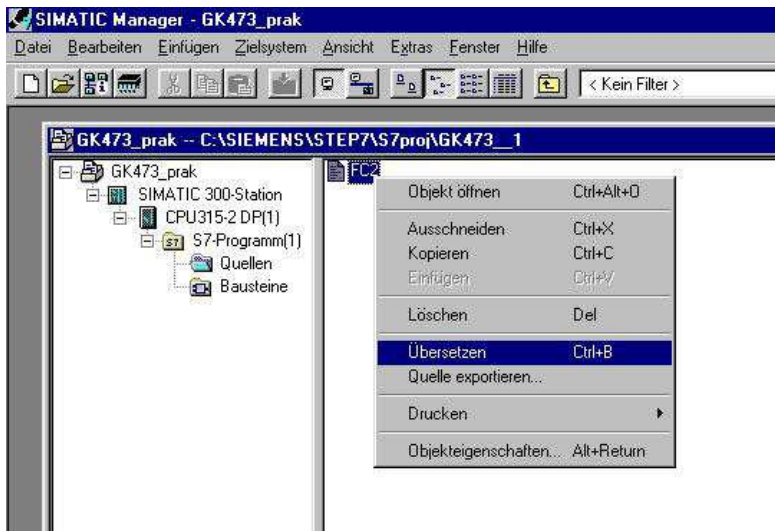 SIMATIC Manager - GK473_prak
Datei Bearbeiten Einfügen Zielsystem Ansicht Extras Fenster Hilfe
< Kein Filter >
GK473_prak -- C:\SIEMENS\STEP7\S7proj\GK473__1
GK473_prak
SIMATIC 300-Station
CPU315-2 DP(1)
S7 S7-Programm(1)
Quellen
Bausteine
FC2
Objekt öffnen Ctrl+Alt+O
Ausschneiden Ctrl+X
Kopieren Ctrl+C
Einfügen Ctrl+V
Löschen Del
Übersetzen Ctrl+B
Quelle exportieren...
Drucken
Objekteigenschaften... Alt+Return